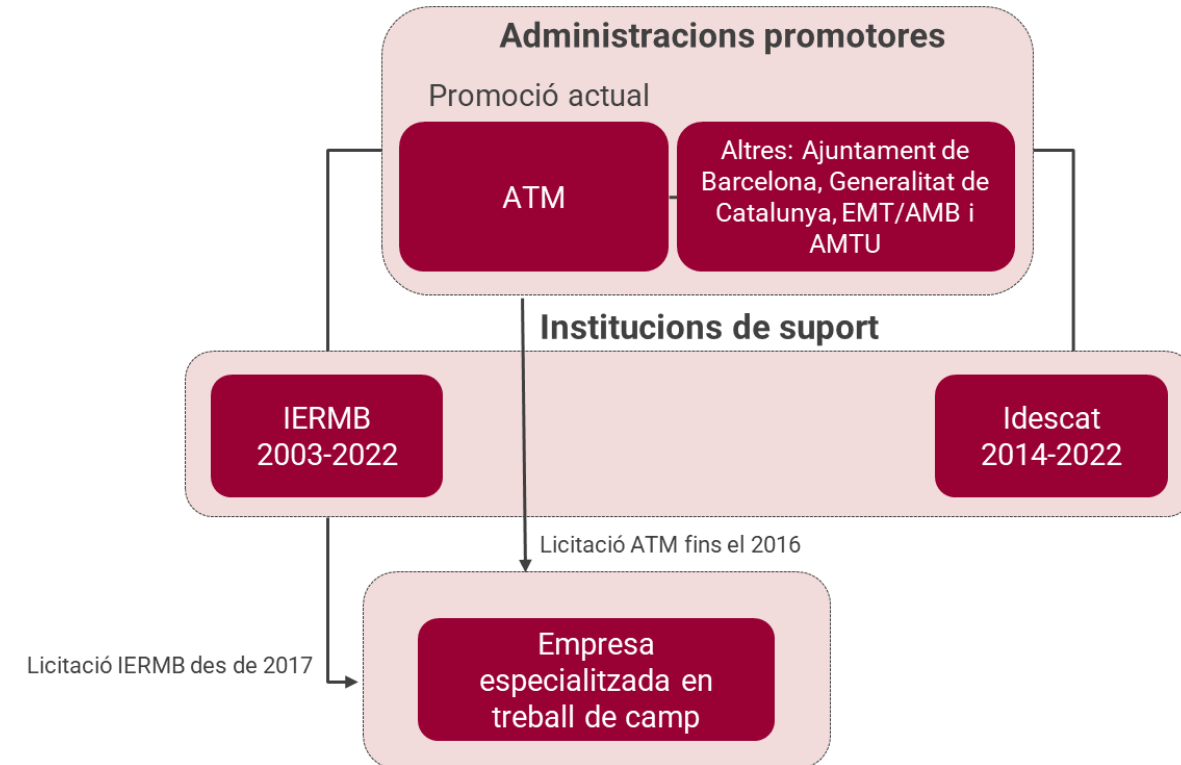 Administracions promotores
Promoció actual
ATM
Altres: Ajuntament de
Barcelona, Generalitat de
Catalunya, EMT/AMB i
AMTU
Institucions de suport
IERMB
2003-2022
Idescat
2014-2022
Licitació ATM fins el 2016
Licitació IERMB des de 2017
Empresa
especialitzada en
treball de camp